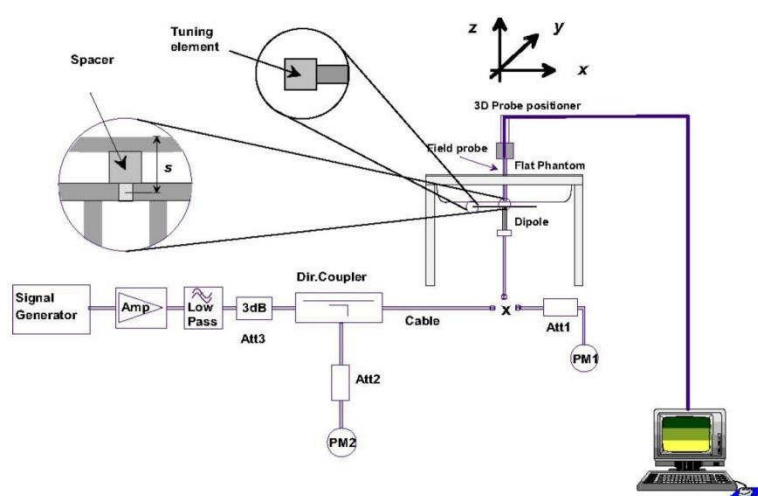 Tuning
element
Spacer
s
z
y
x
3D Probe positioner
Field probe
Flat Phantom
Dipole
Signal
Generator
Amp
Low
Pass
3dB
Att3
Dir.Coupler
Cable
x
Att1
PM1
Att2
PM2